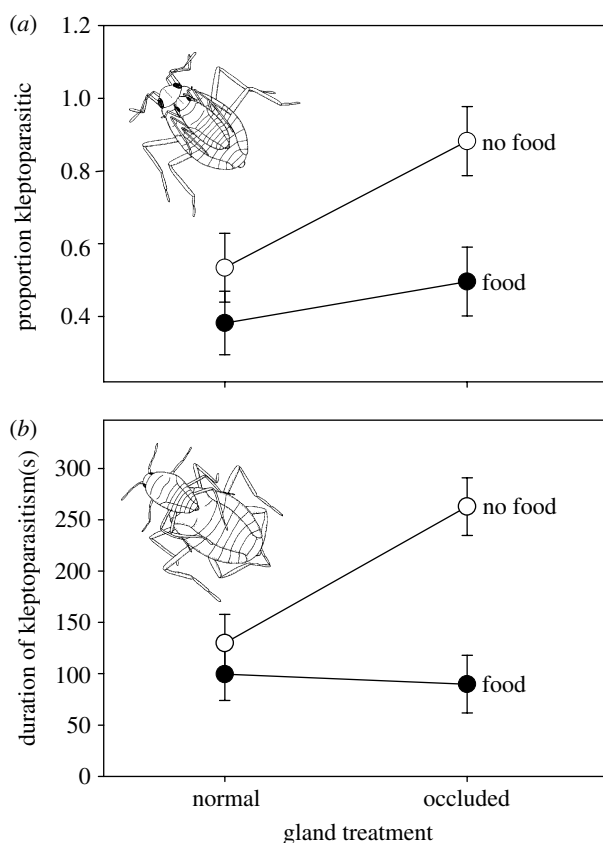 (a)
1.2
1.0
0.8
0.6
0.4
proportion kleptoparasitic
no food
food
(b)
300
250
200
150
100
50
0
duration of kleptoparasitism(s)
no food
food
normal occluded
gland treatment